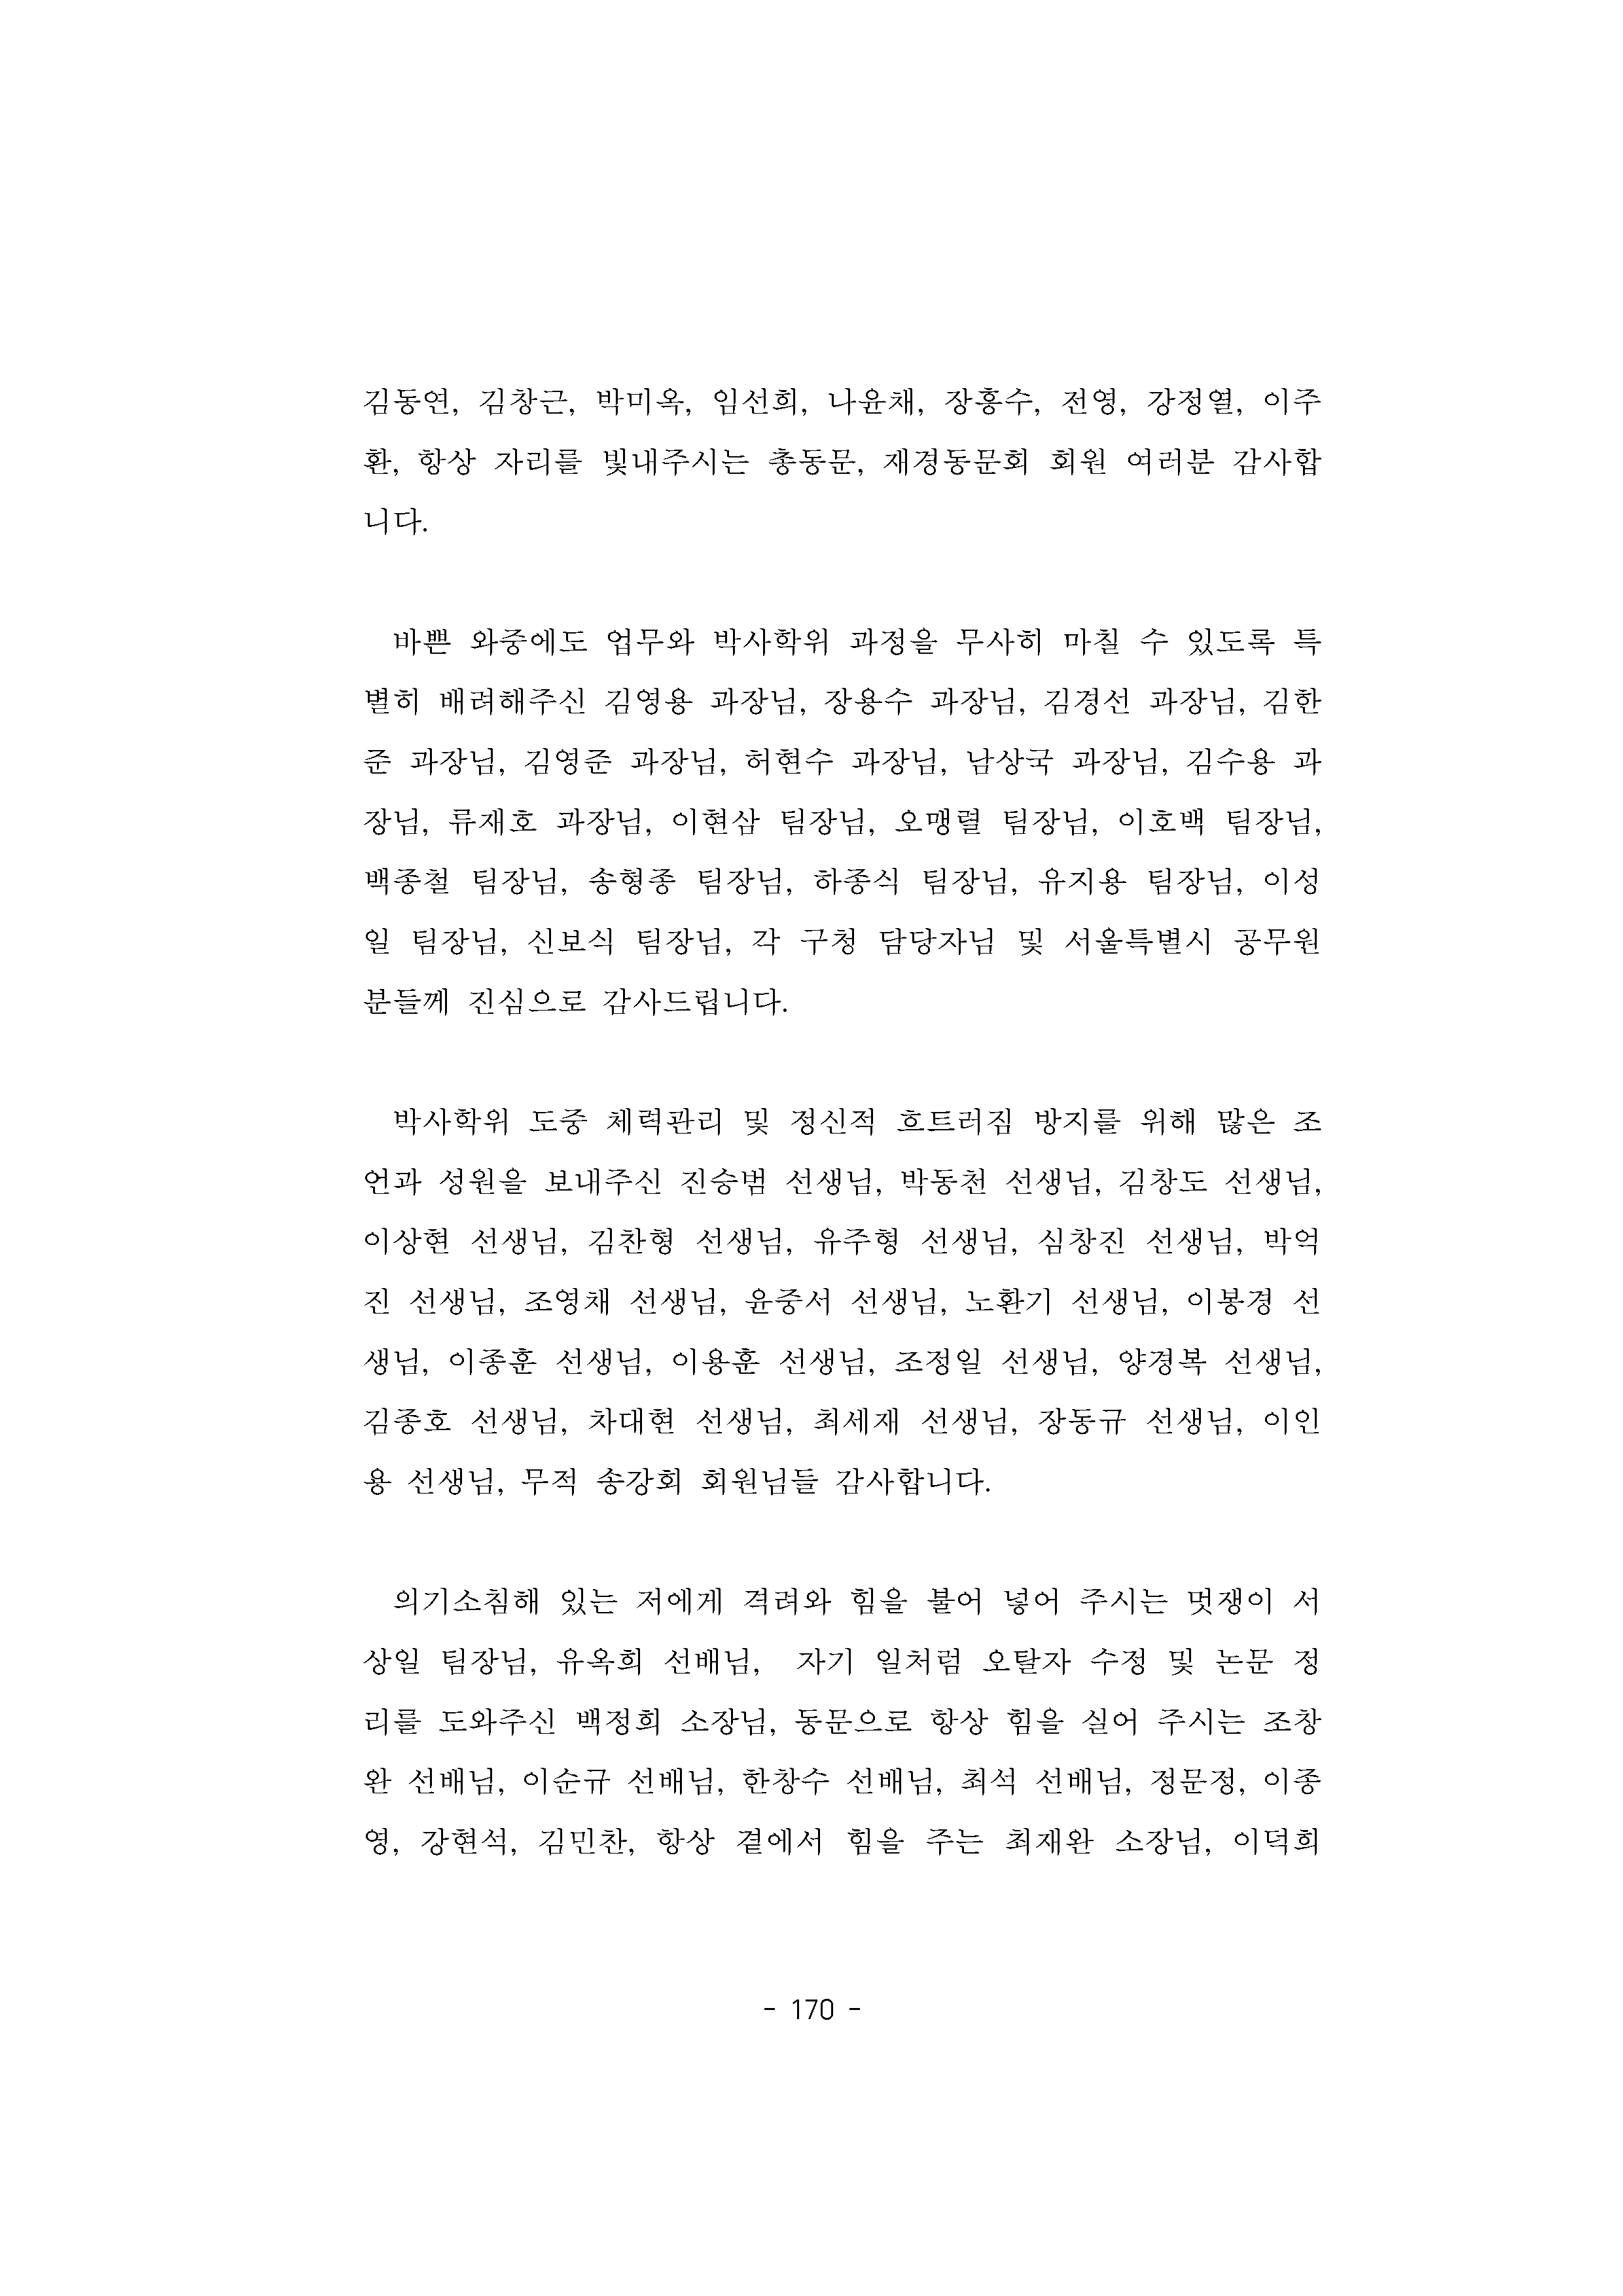 김동연, 김창근, 박미옥, 임선희, 나윤채, 장흥수, 전영, 강정열, 이주
환, 항상 자리를 빛내주시는 총동문, 재경동문회 회원 여러분 감사합
니다.
바쁜 와중에도 업무와 박사학위 과정을 무사히 마칠 수 있도록 특
별히 배려해주신 김영용 과장님, 장용수 과장님, 김경선 과장님, 김한
준 과장님, 김영준 과장님, 허현수 과장님, 남상국 과장님, 김수용 과
장님, 류재호 과장님, 이현삼 팀장님, 오맹렬 팀장님, 이호백 팀장님,
백종철 팀장님, 송형종 팀장님, 하종식 팀장님, 유지용 팀장님, 이성
일 팀장님, 신보식 팀장님, 각 구청 담당자님 및 서울특별시 공무원
분들께 진심으로 감사드립니다.
박사학위 도중 체력관리 및 정신적 흐트러짐 방지를 위해 많은 조
언과 성원을 보내주신 진승범 선생님, 박동천 선생님, 김창도 선생님,
이상현 선생님, 김찬형 선생님, 유주형 선생님, 심창진 선생님, 박억
진 선생님, 조영채 선생님, 윤중서 선생님, 노환기 선생님, 이봉경 선
생님, 이종훈 선생님, 이용훈 선생님, 조정일 선생님, 양경복 선생님,
김종호 선생님, 차대현 선생님, 최세재 선생님, 장동규 선생님, 이인
용 선생님, 무적 송강회 회원님들 감사합니다.
의기소침해 있는 저에게 격려와 힘을 불어 넣어 주시는 멋쟁이 서
상일 팀장님, 유옥희 선배님, 자기 일처럼 오탈자 수정 및 논문 정
리를 도와주신 백정희 소장님, 동문으로 항상 힘을 실어 주시는 조창
완 선배님, 이순규 선배님, 한창수 선배님, 최석 선배님, 정문정, 이종
영, 강현석, 김민찬, 항상 곁에서 힘을 주는 최재완 소장님, 이덕희
- 170 -